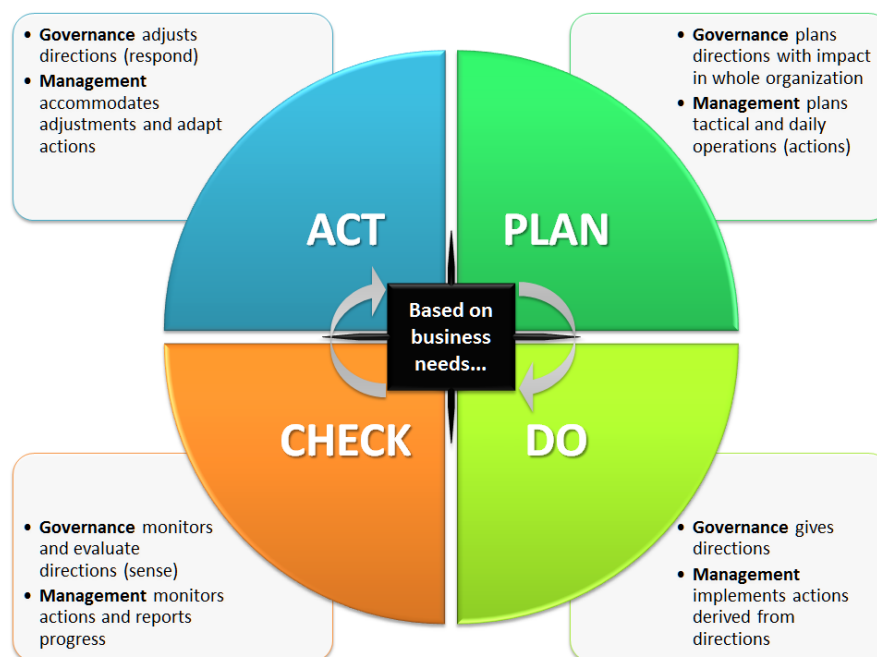 • Governance adjusts
directions (respond)
• Management
accommodates
adjustments and adapt
actions
• Governance plans
directions with impact
in whole organization
• Management plans
tactical and daily
operations (actions)
ACT
PLAN
Based on
business
needs...
CHECK
DO
• Governance monitors
and evaluate
directions (sense)
• Management monitors
actions and reports
progress
• Governance gives
directions
• Management
implements actions
derived from
directions